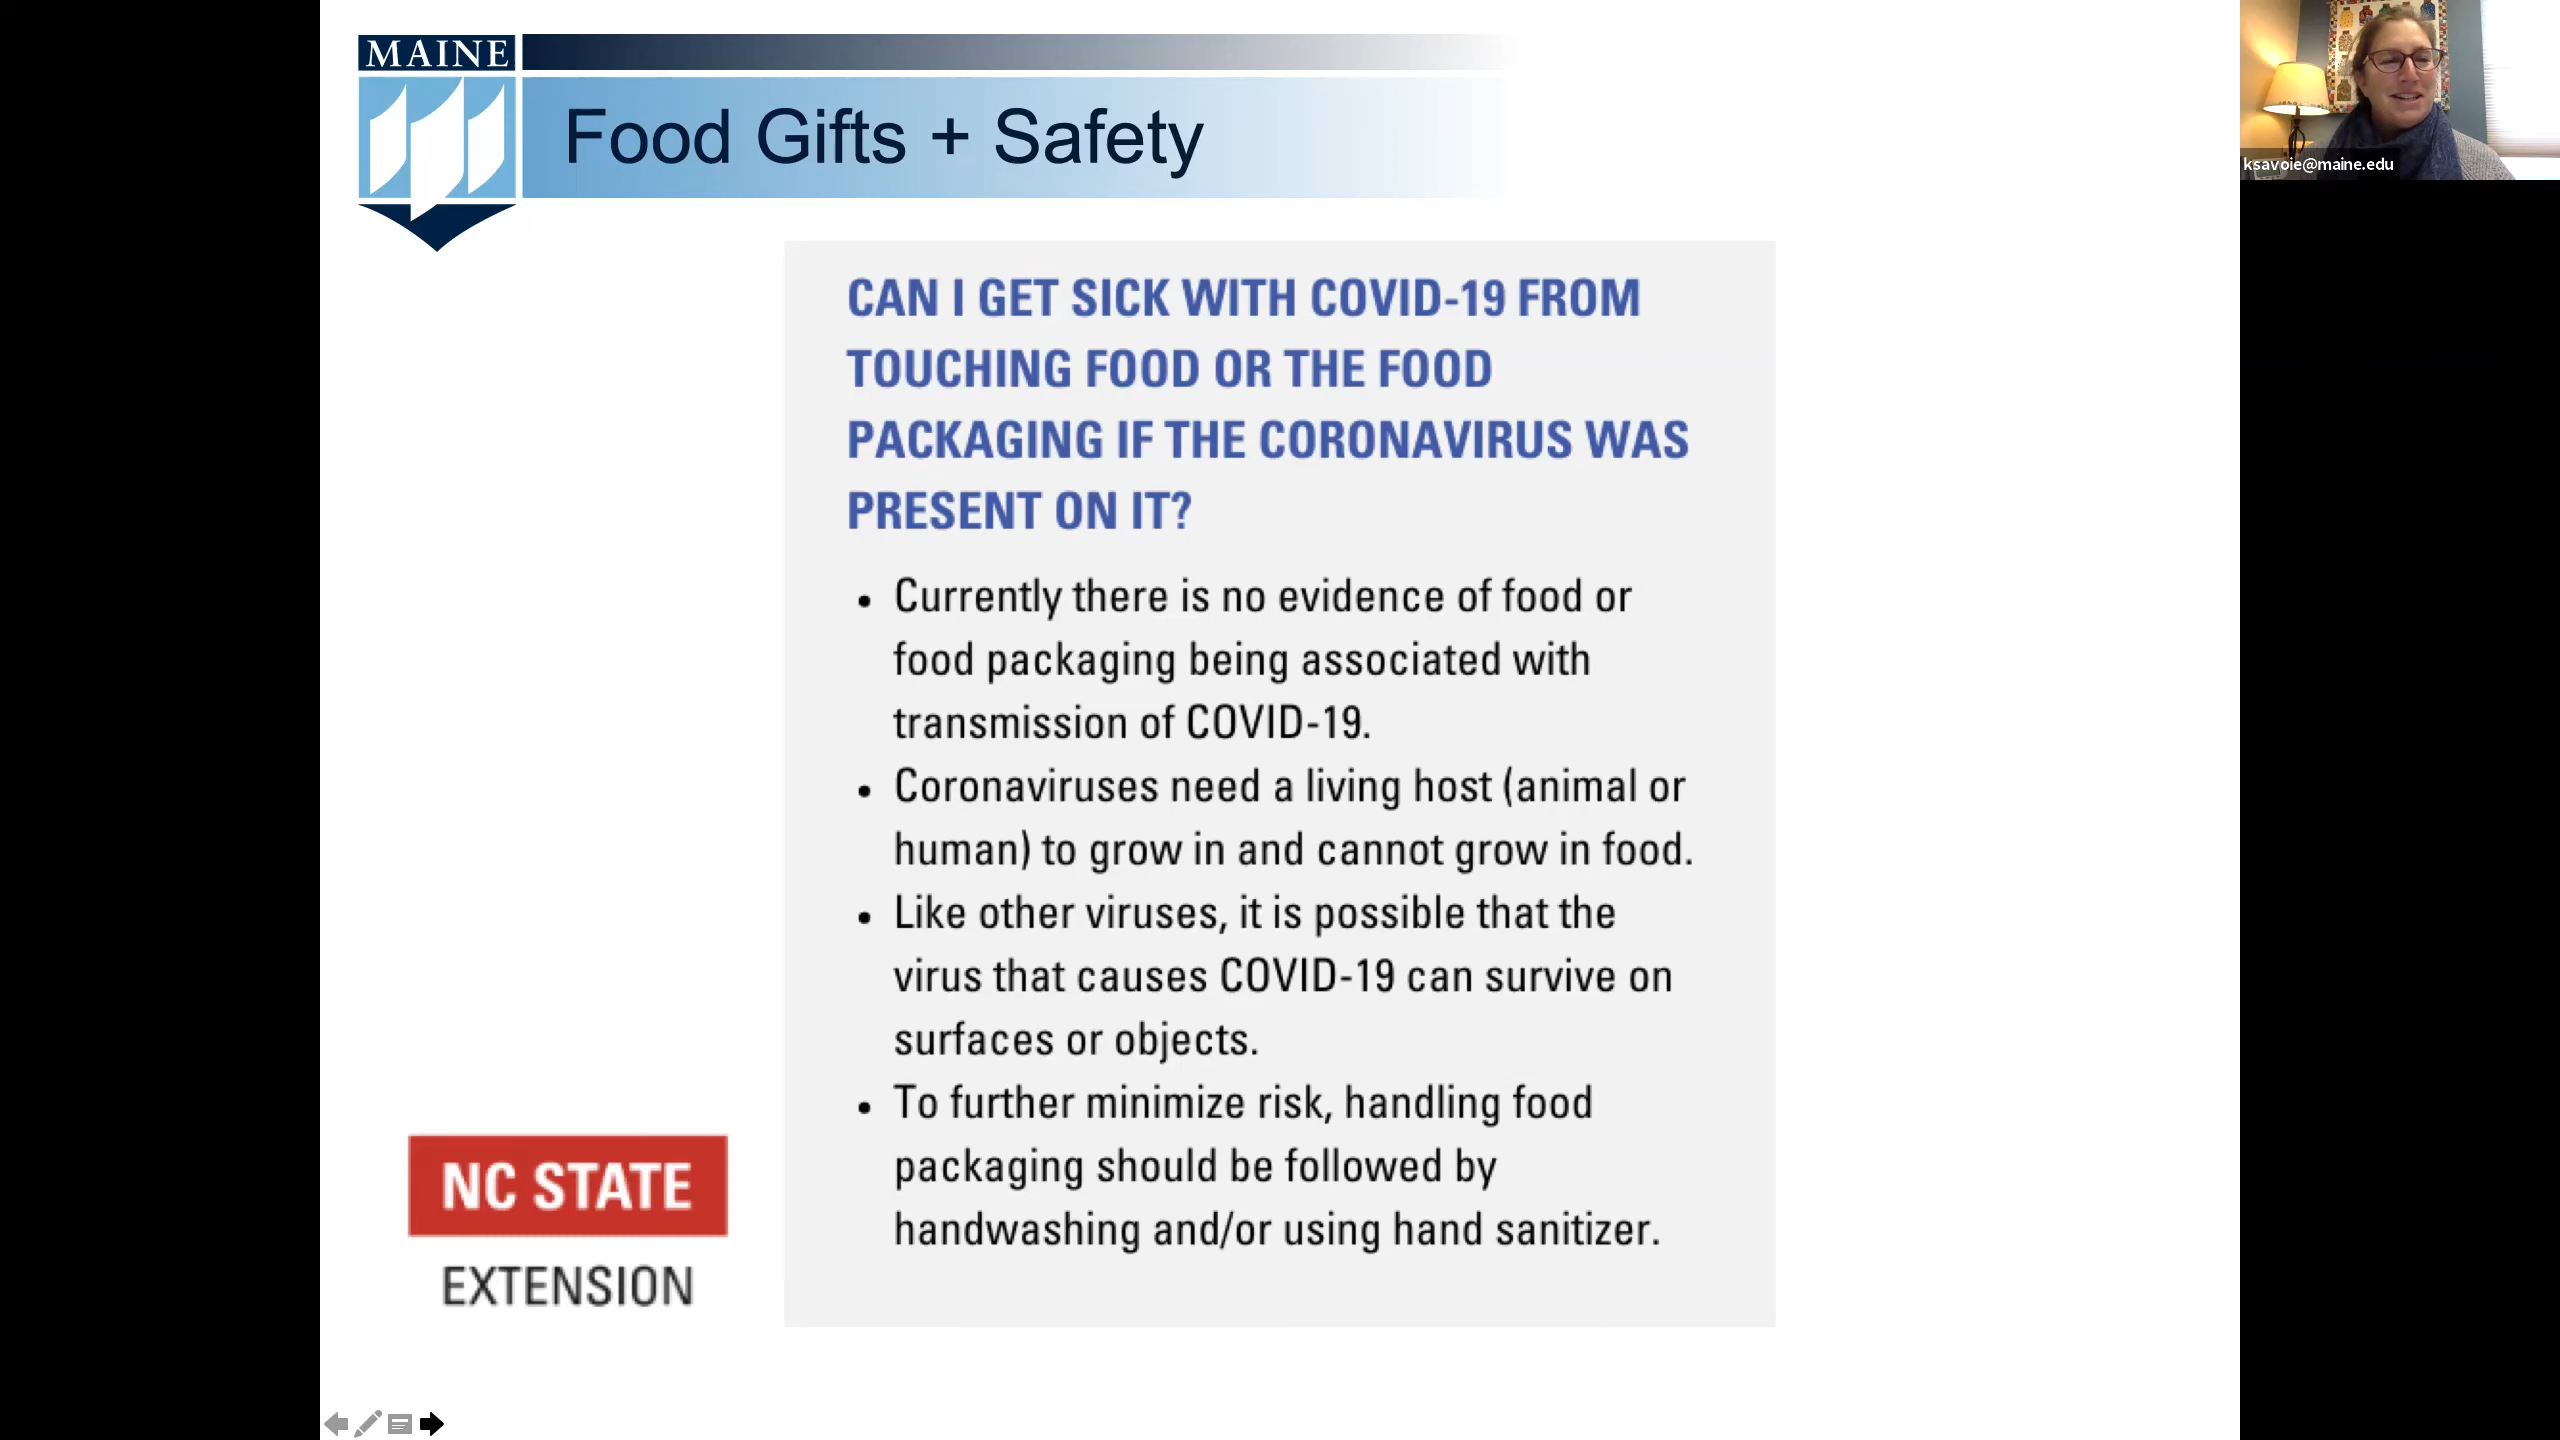 MAINE
Food Gifts + Safety
ksavoie@maine.edu
CAN I GET SICK WITH COVID-19 FROM
TOUCHING FOOD OR THE FOOD
PACKAGING IF THE CORONAVIRUS WAS
PRESENT ON IT?
• Currently there is no evidence of food or
food packaging being associated with
transmission of COVID-19.
• Coronaviruses need a living host (animal or
human) to grow in and cannot grow in food.
• Like other viruses, it is possible that the
virus that causes COVID-19 can survive on
surfaces or objects.
• To further minimize risk, handling food
packaging should be followed by
handwashing and/or using hand sanitizer.
NC STATE
EXTENSION